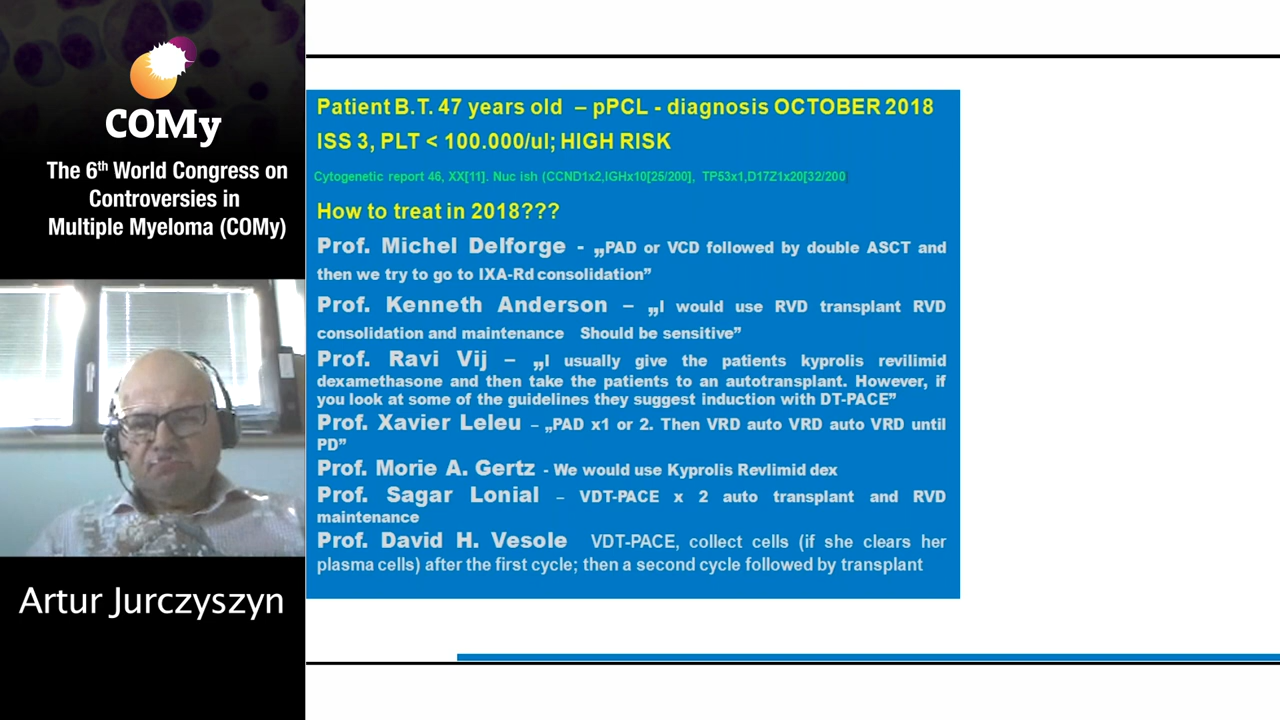 COMy
The 6th World Congress on
Controversies in
Multiple Myeloma (COMy)
Artur Jurczyszyn
Patient B.T. 47 years old – pPCL - diagnosis OCTOBER 2018
ISS 3, PLT < 100.000/ul; HIGH RISK
Cytogenetic report 46, XX[11]. Nuc ish (CCND1x2,IGHx10[25/200], TP53x1,D17Z1x20[32/200]
How to treat in 2018???
Prof. Michel Delforge - „PAD or VCD followed by double ASCT and
then we try to go to IXA-Rd consolidation”
Prof. Kenneth Anderson – „I would use RVD transplant RVD
consolidation and maintenance Should be sensitive”
Prof. Ravi Vij – „I usually give the patients kyprolis revilimid
dexamethasone and then take the patients to an autotransplant. However, if
you look at some of the guidelines they suggest induction with DT-PACE”
Prof. Xavier Leleu – „PAD x1 or 2. Then VRD auto VRD auto VRD until
PD”
Prof. Morie A. Gertz - We would use Kyprolis Revlimid dex
Prof. Sagar Lonial – VDT-PACE x 2 auto transplant and RVD
maintenance
Prof. David H. Vesole VDT-PACE, collect cells (if she clears her
plasma cells) after the first cycle; then a second cycle followed by transplant